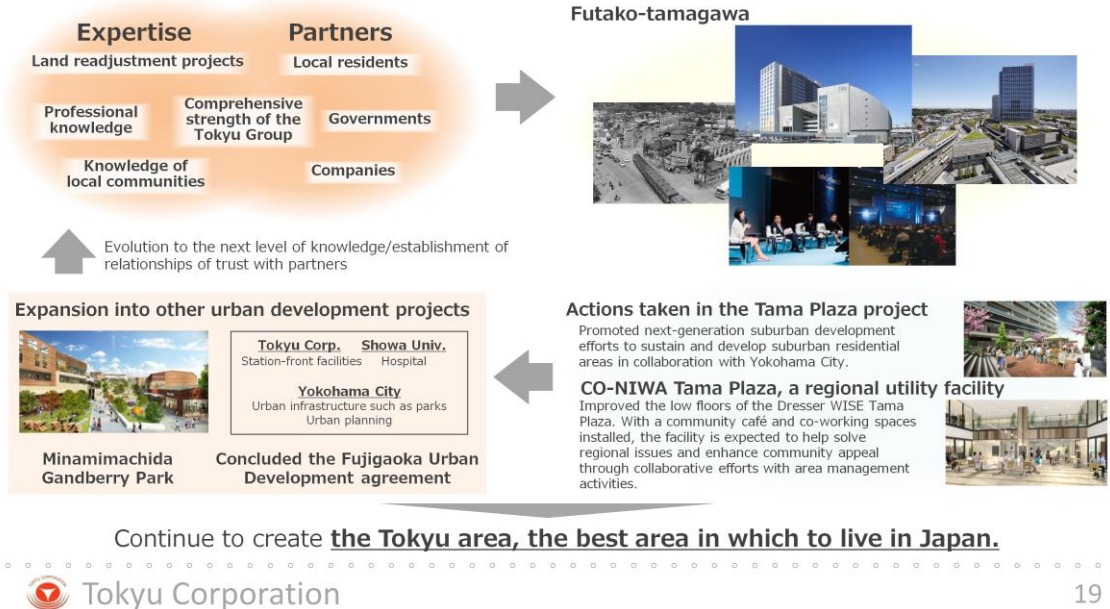 Expertise
Partners
Land readjustment projects
Local residents
Professional
knowledge
Comprehensive
strength of the
Tokyu Group
Governments
Knowledge of
local communities
Companies
Futako-tamagawa
Evolution to the next level of knowledge/establishment of
relationships of trust with partners
Expansion into other urban development projects
Tokyu Corp.
Station-front facilities
Showa Univ.
Hospital
Yokohama City
Urban infrastructure such as parks
Urban planning
Minamimachida
Gandberry Park
Concluded the Fujigaoka Urban
Development agreement
Actions taken in the Tama Plaza project
Promoted next-generation suburban development
efforts to sustain and develop suburban residential
areas in collaboration with Yokohama City.
CO-NIWA Tama Plaza, a regional utility facility
Improved the low floors of the Dresser WISE Tama
Plaza. With a community café and co-working spaces
installed, the facility is expected to help solve
regional issues and enhance community appeal
through collaborative efforts with area management
activities.
Continue to create the Tokyu area, the best area in which to live in Japan.
Tokyu Corporation
19